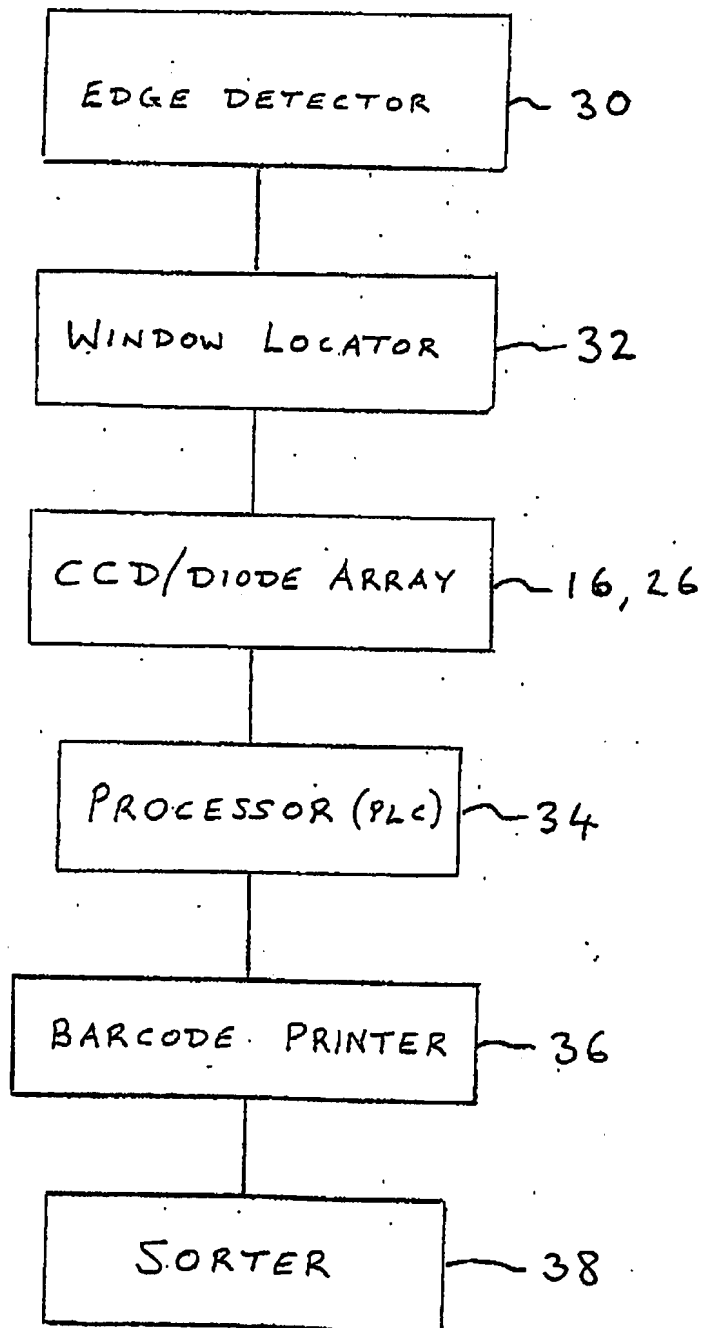 EDGE DETECTOR 30
WINDOW LOCATOR 32
CCD/DIODE ARRAY 16, 26
PROCESSOR (PLC) 34
BARCODE PRINTER 36
SORTER 38